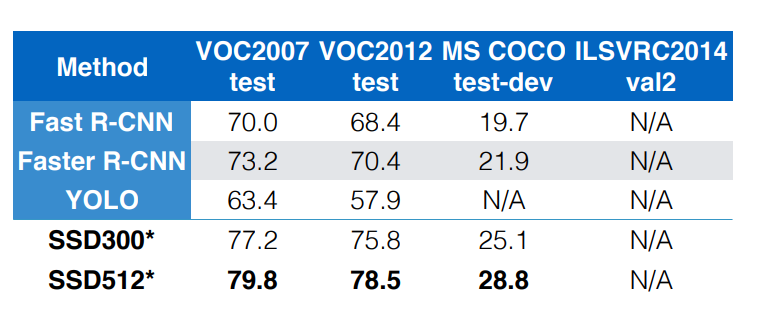 Method VOC2007 test VOC2012 test MS COCO test-dev ILSVRC2014 val2
Fast R-CNN 70.0 68.4 19.7 N/A
Faster R-CNN 73.2 70.4 21.9 N/A
YOLO 63.4 57.9 N/A N/A
SSD300* 77.2 75.8 25.1 N/A
SSD512* 79.8 78.5 28.8 N/A